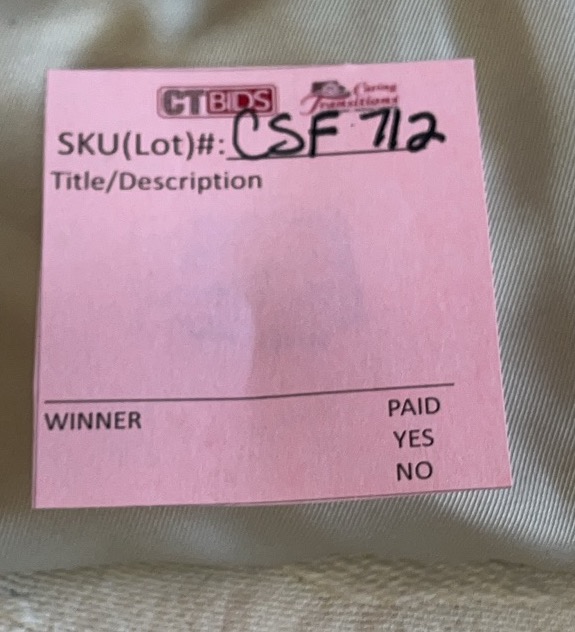 CTBIDS
Caring
Transitions
SKU(Lot)#: CSF 712
Title/Description
WINNER
PAID
YES
NO